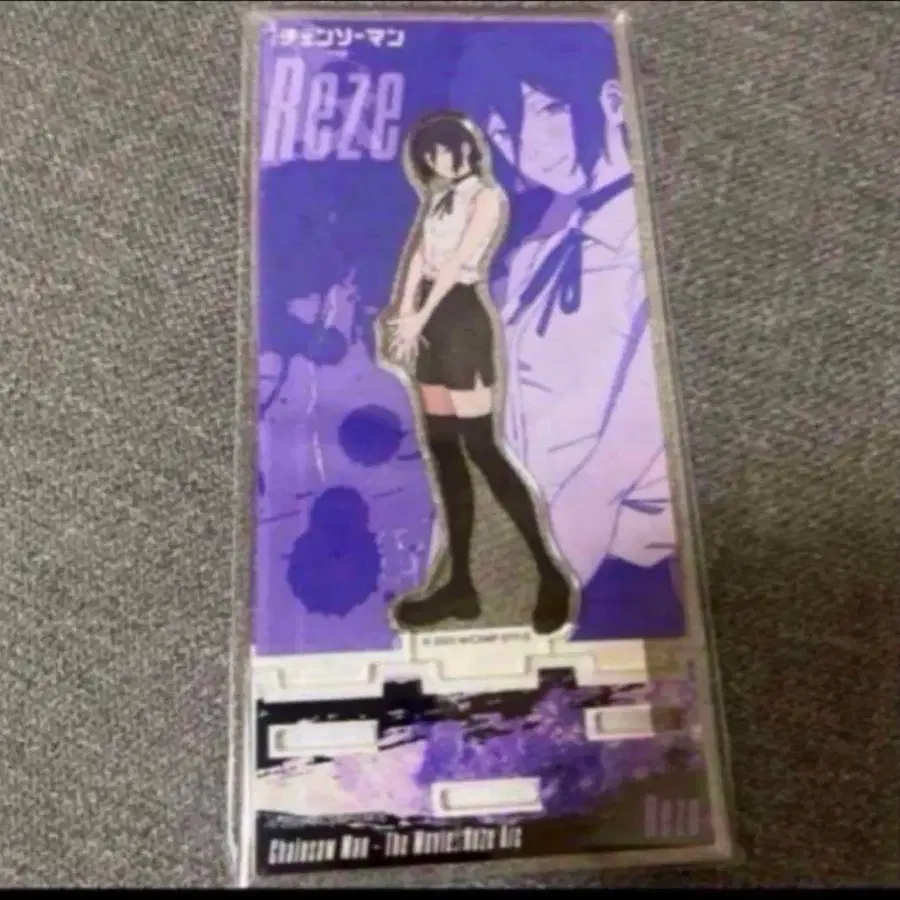 チェンソーマン
Reze
Reze
Chainsaw Man - The Movie: Reze Arc